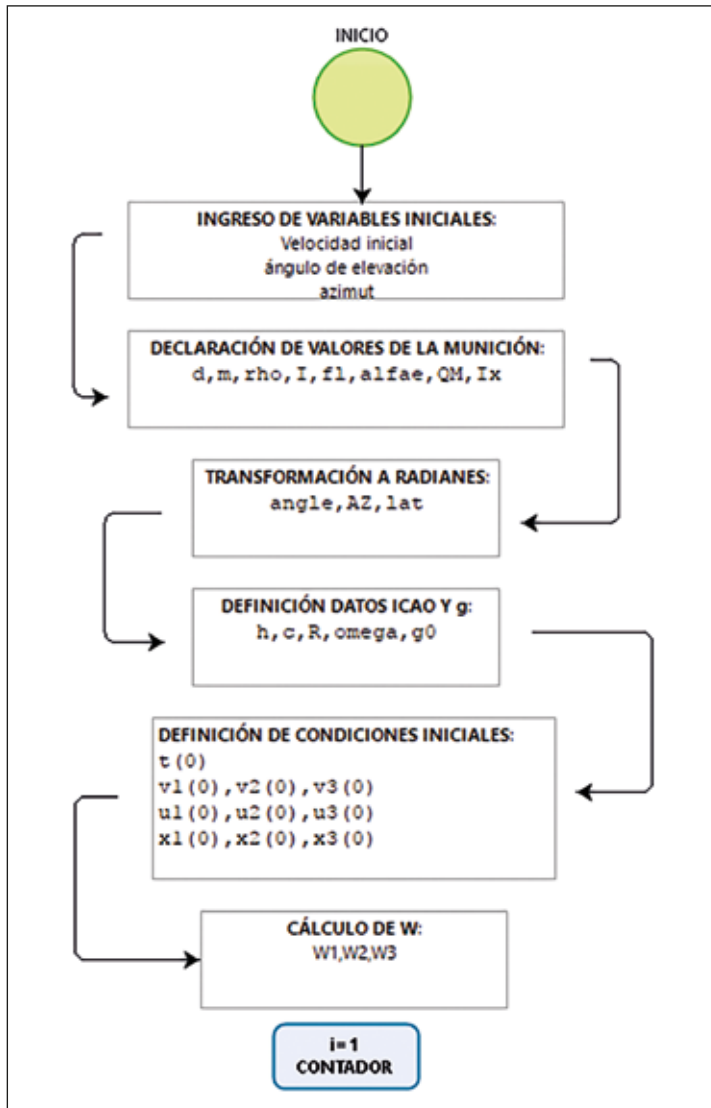 INICIO
INGRESO DE VARIABLES INICIALES:
Velocidad inicial
ángulo de elevación
azimut
DECLARACIÓN DE VALORES DE LA MUNICIÓN:
d,m,rho,I,fl,alfae,QM,Ix
TRANSFORMACIÓN A RADIANES:
angle,AZ,lat
DEFINICIÓN DATOS ICAO Y g:
h,c,R,omega,g0
DEFINICIÓN DE CONDICIONES INICIALES:
t(0)
v1(0),v2(0),v3(0)
u1(0),u2(0),u3(0)
x1(0),x2(0),x3(0)
CÁLCULO DE W:
W1,W2,W3
i=1
CONTADOR